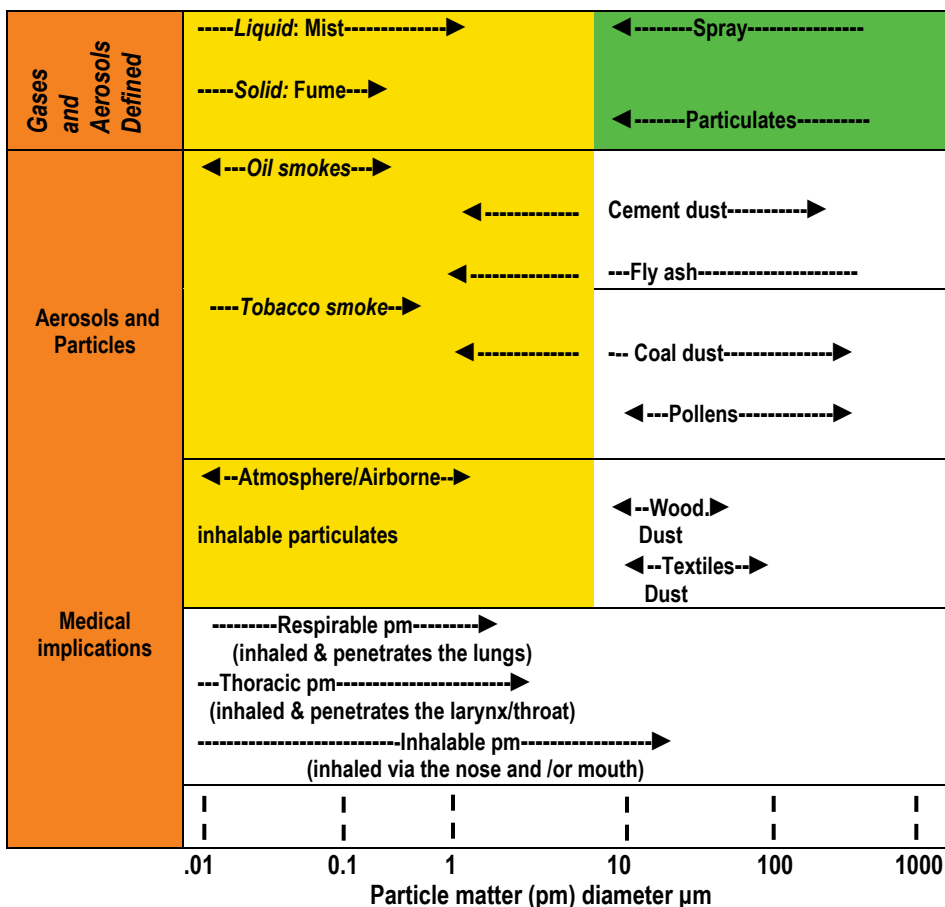 Gases and Aerosols Defined
-----Liquid: Mist-----------►
◄--------Spray----------------
-----Solid: Fume---►
◄-------Particulates----------
Aerosols and Particles
◄---Oil smokes---►
◄------------- Cement dust-----------►
◄------------- ---Fly ash---------------------
----Tobacco smoke--►
◄------------- --- Coal dust---------------►
◄---Pollens------------►
Medical implications
◄--Atmosphere/Airborne--►
inhalable particulates
◄--Wood.►
Dust
◄--Textiles--►
Dust
---------Respirable pm---------►
(inhaled & penetrates the lungs)
---Thoracic pm------------------------►
(inhaled & penetrates the larynx/throat)
----------------------------Inhalable pm------------------►
(inhaled via the nose and /or mouth)
.01 0.1 1 10 100 1000
Particle matter (pm) diameter µm